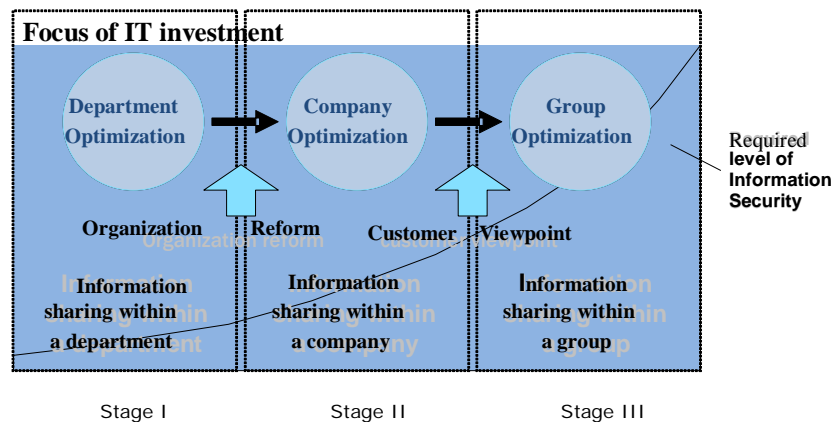 Focus of IT investment
Department
Optimization
Company
Optimization
Group
Optimization
Required
level of
Information
Security
Organization Reform
Organization reform
Customer Viewpoint
customer viewpoint
Information
sharing within
a department
Information
sharing within
a company
Information
sharing within
a group
Stage I
Stage II
Stage III